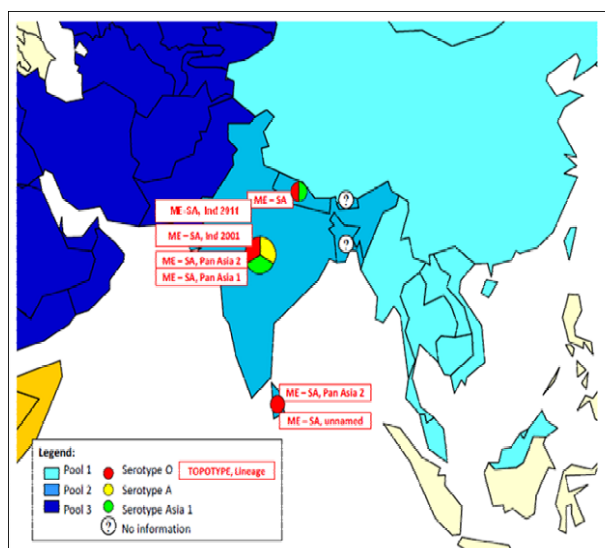 ME – SA
?
ME-SA, Ind 2011
ME – SA, Ind 2001
?
ME – SA, Pan Asia 2
ME – SA, Pan Asia 1
ME – SA, Pan Asia 2
ME – SA, unnamed
Legend:
Pool 1 Serotype O TOPOTYPE, Lineage
Pool 2 Serotype A
Pool 3 Serotype Asia 1
? No information